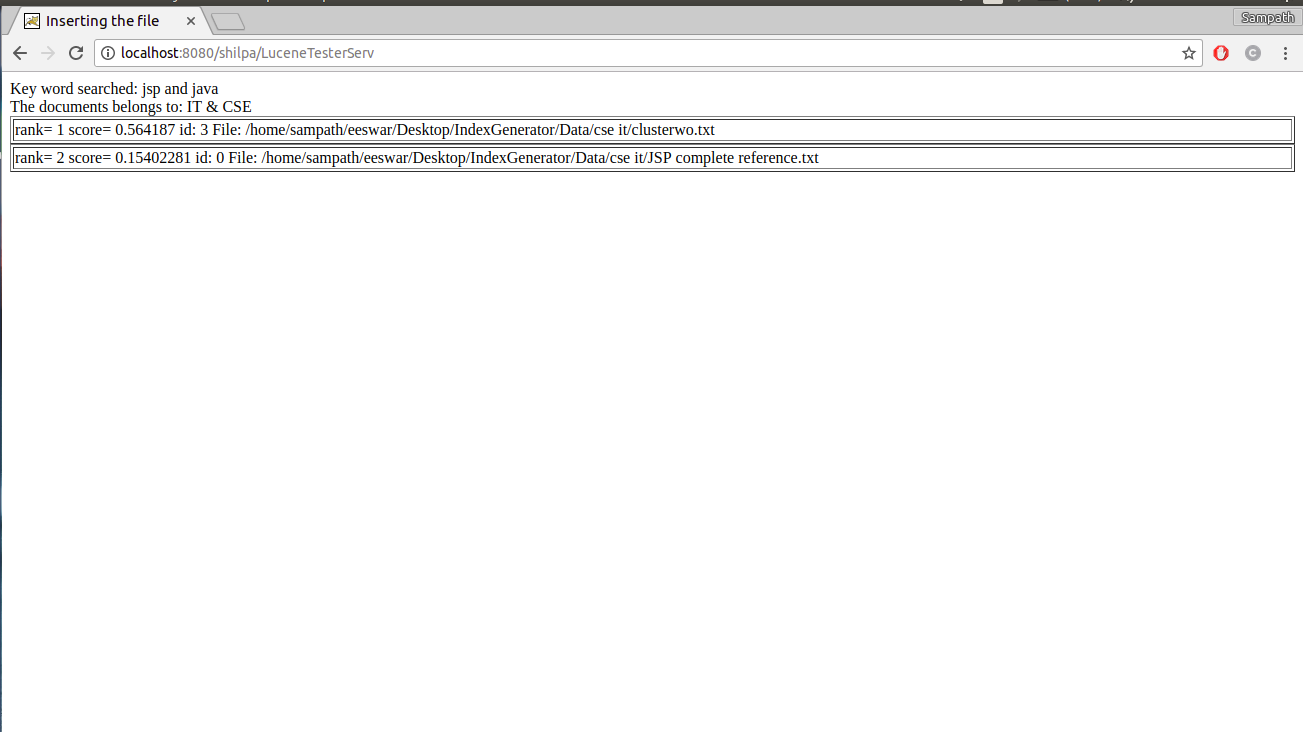 Inserting the file
Sampath
localhost:8080/shilpa/LuceneTesterServ
Key word searched: jsp and java
The documents belongs to: IT & CSE
rank= 1 score= 0.564187 id: 3 File: /home/sampath/eeswar/Desktop/IndexGenerator/Data/cse it/clusterwo.txt
rank= 2 score= 0.15402281 id: 0 File: /home/sampath/eeswar/Desktop/IndexGenerator/Data/cse it/JSP complete reference.txt